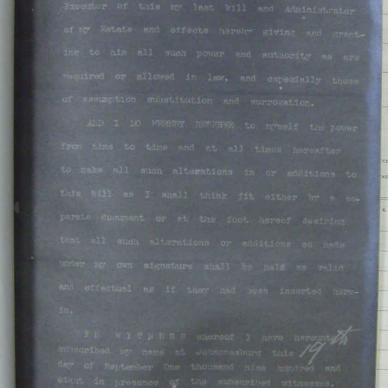 Executor of this my last Will and Administrator
of my Estate and effects hereby giving and grant-
ing to him all such power and authority as are
required or allowed in law, and especially those
of assumption substitution and surrogation.
AND I DO HEREBY RESERVE to myself the power
from time to time and at all times hereafter
to make all such alterations in or additions to
this Will as I shall think fit either by a se-
parate document or at the foot hereof desiring
that all such alterations or additions so made
under my own signature shall be held as valid
and effectual as if they had been inserted here-
in.
IN WITNESS whereof I have hereunto
subscribed my name at Johannesburg this 19th
day of September One thousand nine hundred and
eight in presence of the subscribed witnesses.